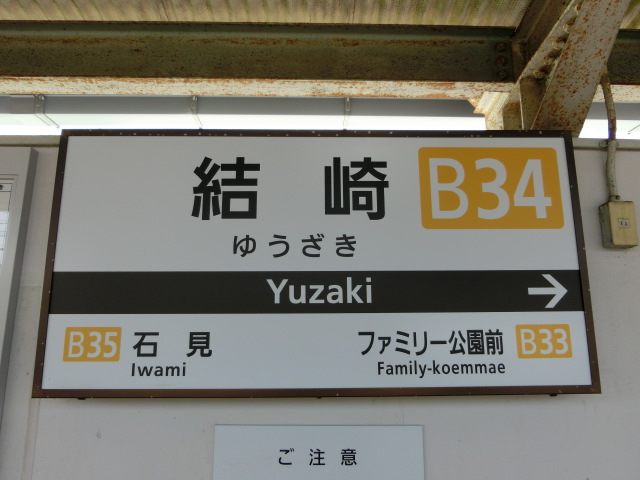 結崎 B34
ゆうざき
Yuzaki
B35 石見
Iwami
ファミリー公園前 B33
Family-koemmae
ご注意